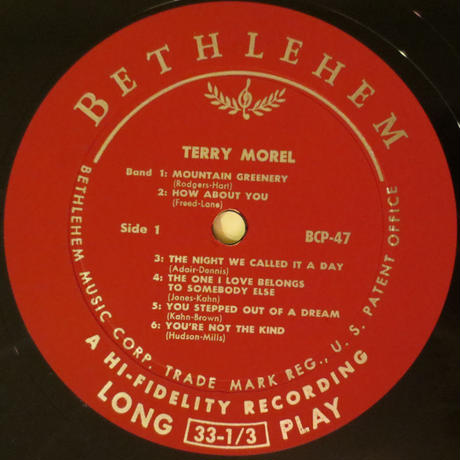 BETHLEHEM
TERRY MOREL
Band 1: MOUNTAIN GREENERY
(Rodgers-Hart)
2: HOW ABOUT YOU
(Freed-Lane)
Side 1
BCP-47
3: THE NIGHT WE CALLED IT A DAY
(Adair-Dennis)
4: THE ONE I LOVE BELONGS
TO SOMEBODY ELSE
(Jones-Kahn)
5: YOU STEPPED OUT OF A DREAM
(Kahn-Brown)
6: YOU'RE NOT THE KIND
(Hudson-Mills)
BETHLEHEM MUSIC CORP. TRADE MARK REG., U. S. PATENT OFFICE
A HI-FIDELITY RECORDING
LONG 33-1/3 PLAY